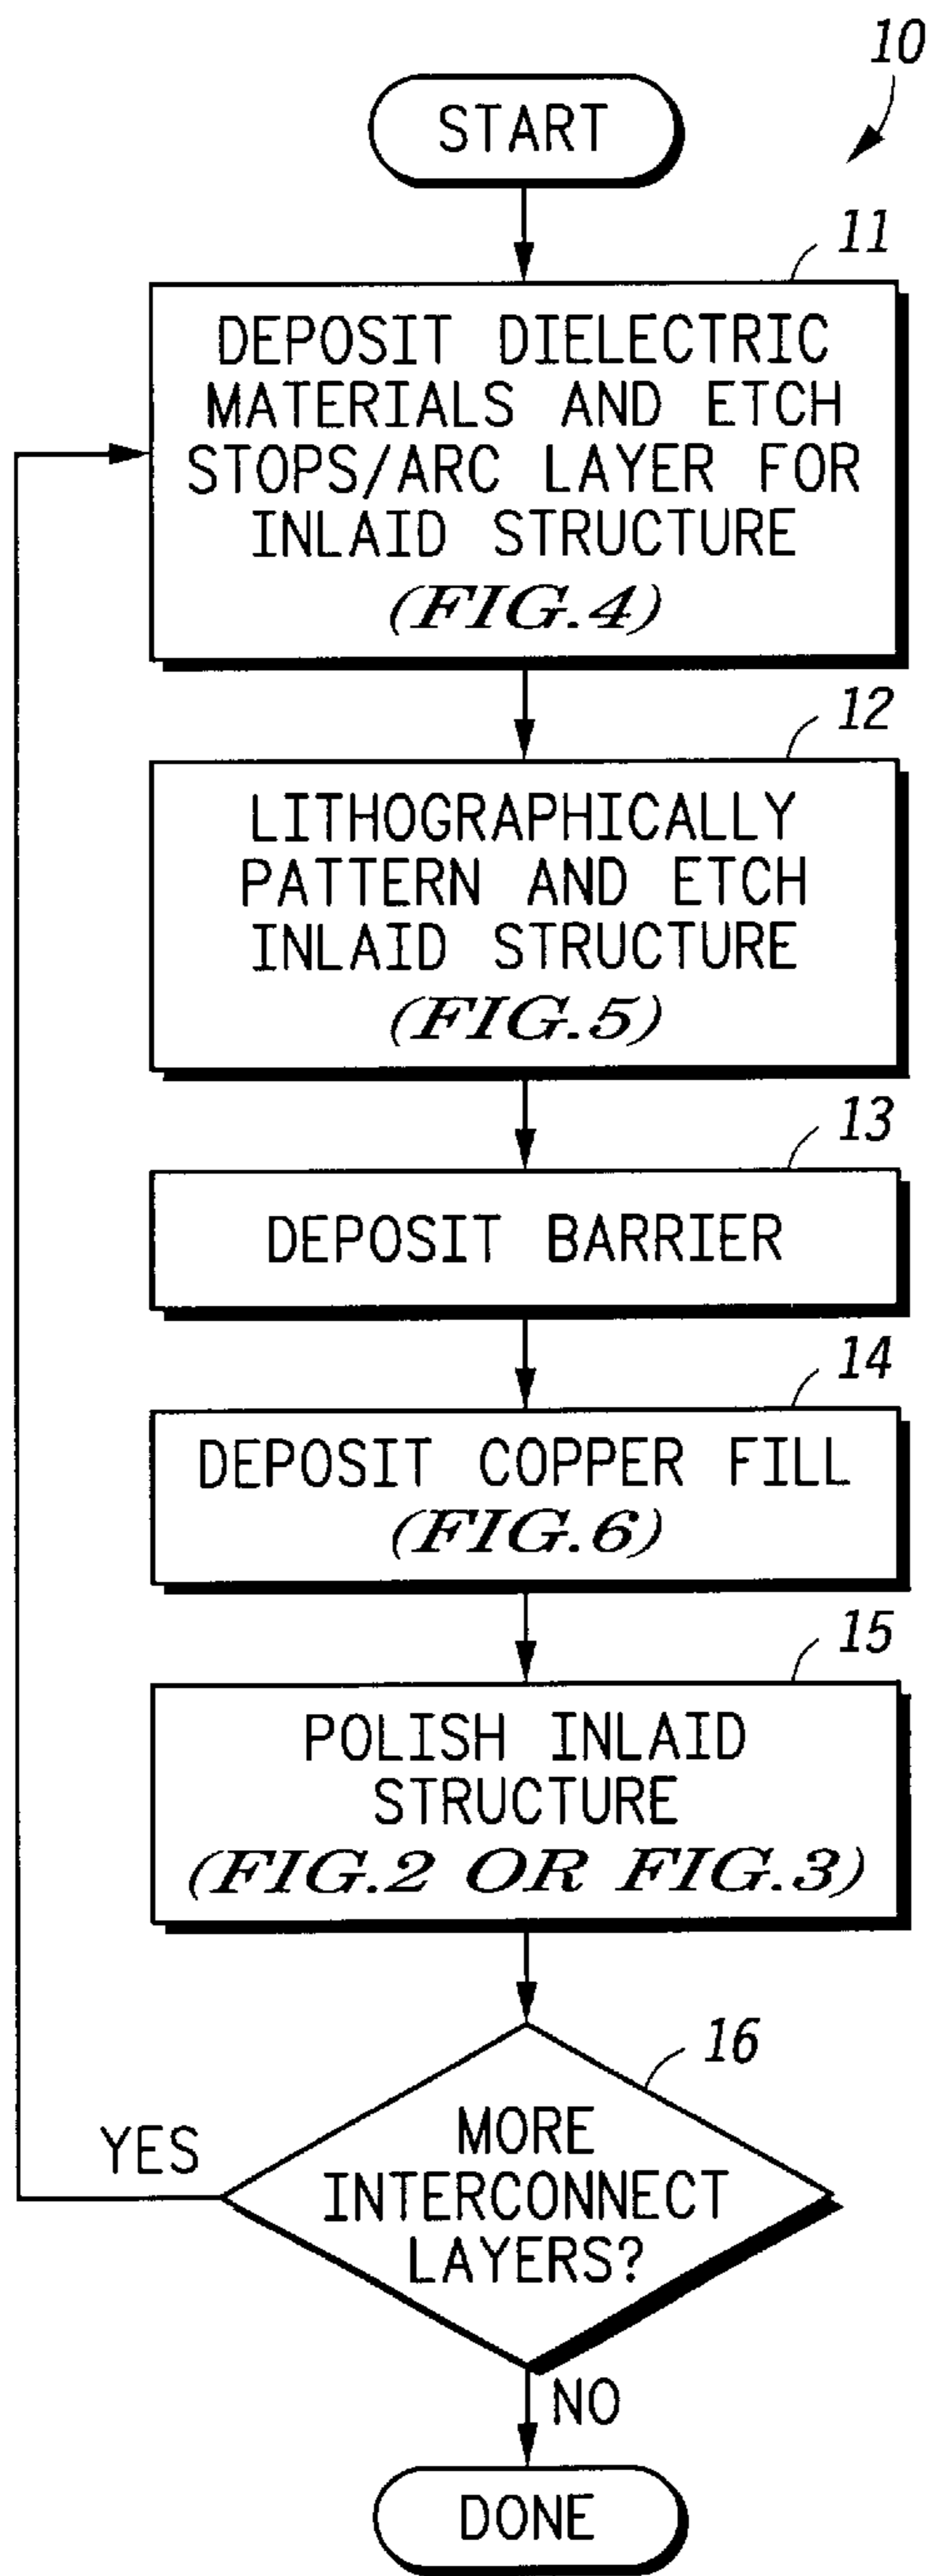 10
START
11
DEPOSIT DIELECTRIC
MATERIALS AND ETCH
STOPS/ARC LAYER FOR
INLAID STRUCTURE
(FIG.4)
12
LITHOGRAPHICALLY
PATTERN AND ETCH
INLAID STRUCTURE
(FIG.5)
13
DEPOSIT BARRIER
14
DEPOSIT COPPER FILL
(FIG.6)
15
POLISH INLAID
STRUCTURE
(FIG.2 OR FIG.3)
16
MORE
INTERCONNECT
LAYERS?
YES
NO
DONE